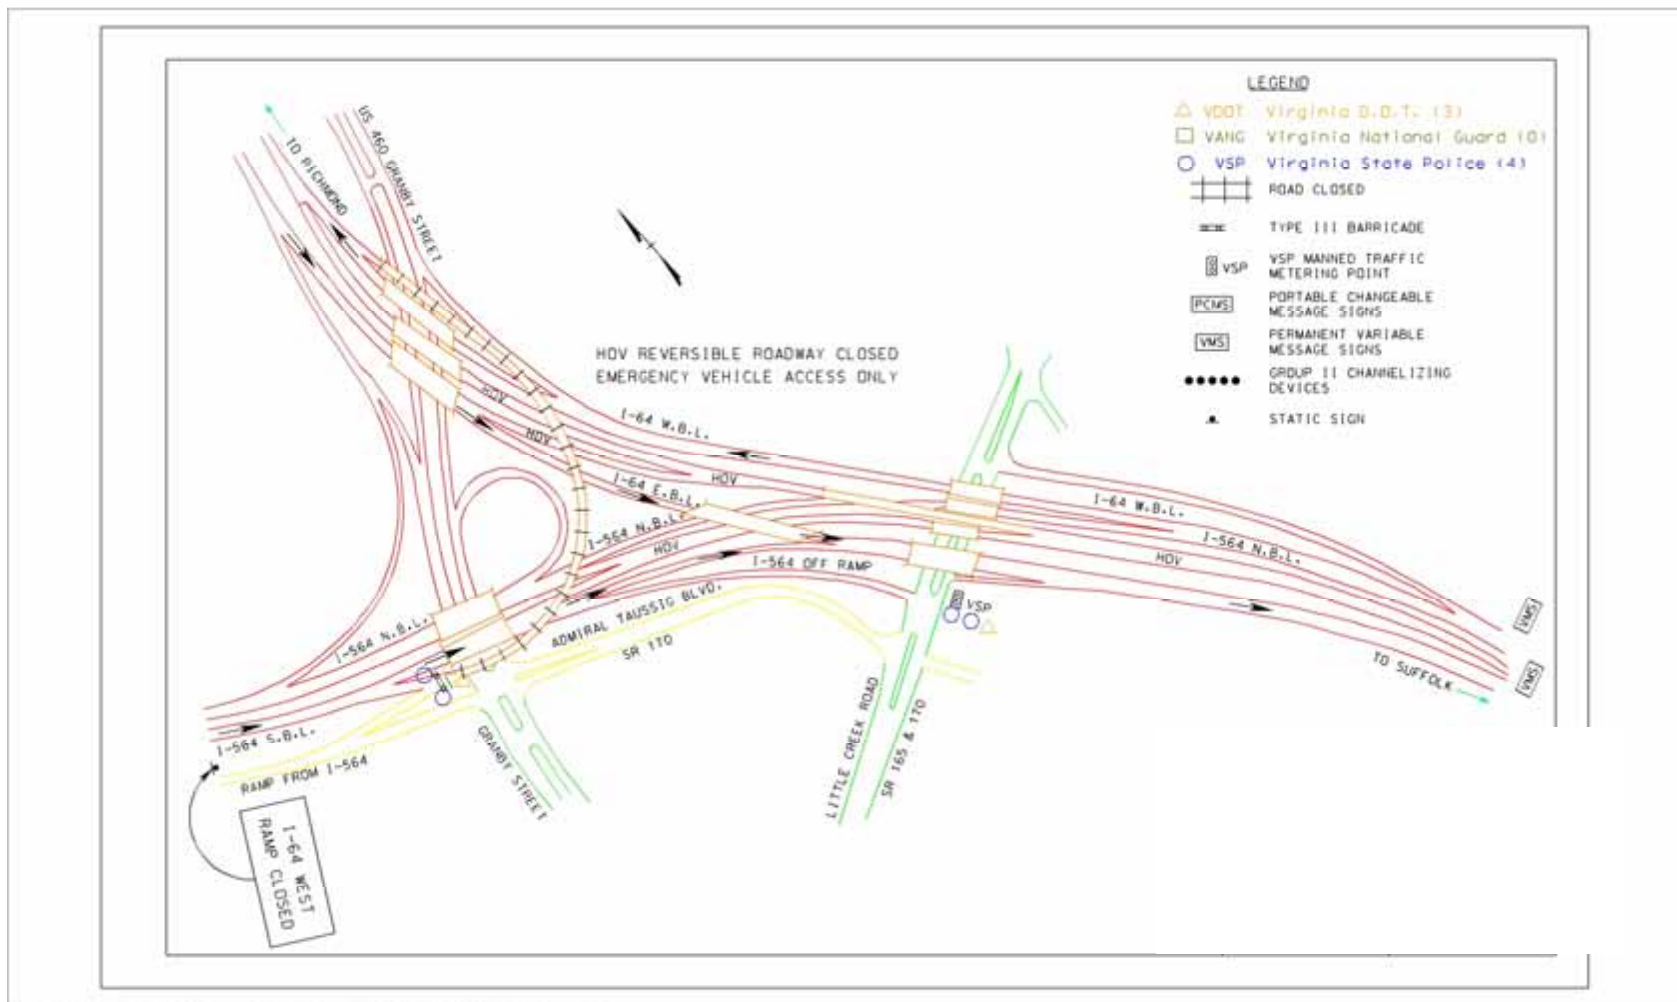 LEGEND
VDOT Virginia D.O.T. (3)
VANG Virginia National Guard (0)
VSP Virginia State Police (4)
ROAD CLOSED
TYPE III BARRICADE
VSP
VSP MANNED TRAFFIC
METERING POINT
PCMS
PORTABLE CHANGEABLE
MESSAGE SIGNS
VMS
PERMANENT VARIABLE
MESSAGE SIGNS
GROUP II CHANNELIZING
DEVICES
STATIC SIGN
US 460 GRANBY STREET
TO RICHMOND
HOV REVERSIBLE ROADWAY CLOSED
EMERGENCY VEHICLE ACCESS ONLY
HOV
HOV
I-64 W.B.L.
HOV
I-64 E.B.L.
I-564 N.B.L.
HOV
I-564 OFF RAMP
I-64 W.B.L.
I-564 N.B.L.
HOV
VSP
ADMIRAL TAUSSIG BLVD.
SR 170
I-564 N.B.L.
I-564 S.B.L.
RAMP FROM I-564
GRANBY STREET
LITTLE CREEK ROAD
SR 165 & 170
TO SUFFOLK
VMS
VMS
I-64 WEST
RAMP CLOSED